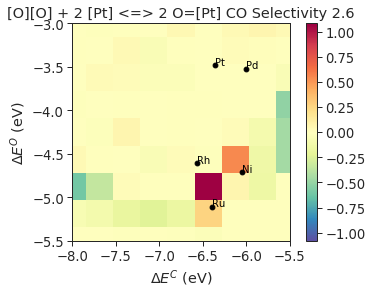 [O][O] + 2 [Pt] <=> 2 O=[Pt] CO Selectivity 2.6
−3.0
−3.5
−4.0
−4.5
−5.0
−5.5
ΔE^O (eV)
Pt
Pd
Rh
Ni
Ru
−8.0 −7.5 −7.0 −6.5 −6.0 −5.5
ΔE^C (eV)
1.00
0.75
0.50
0.25
0.00
−0.25
−0.50
−0.75
−1.00